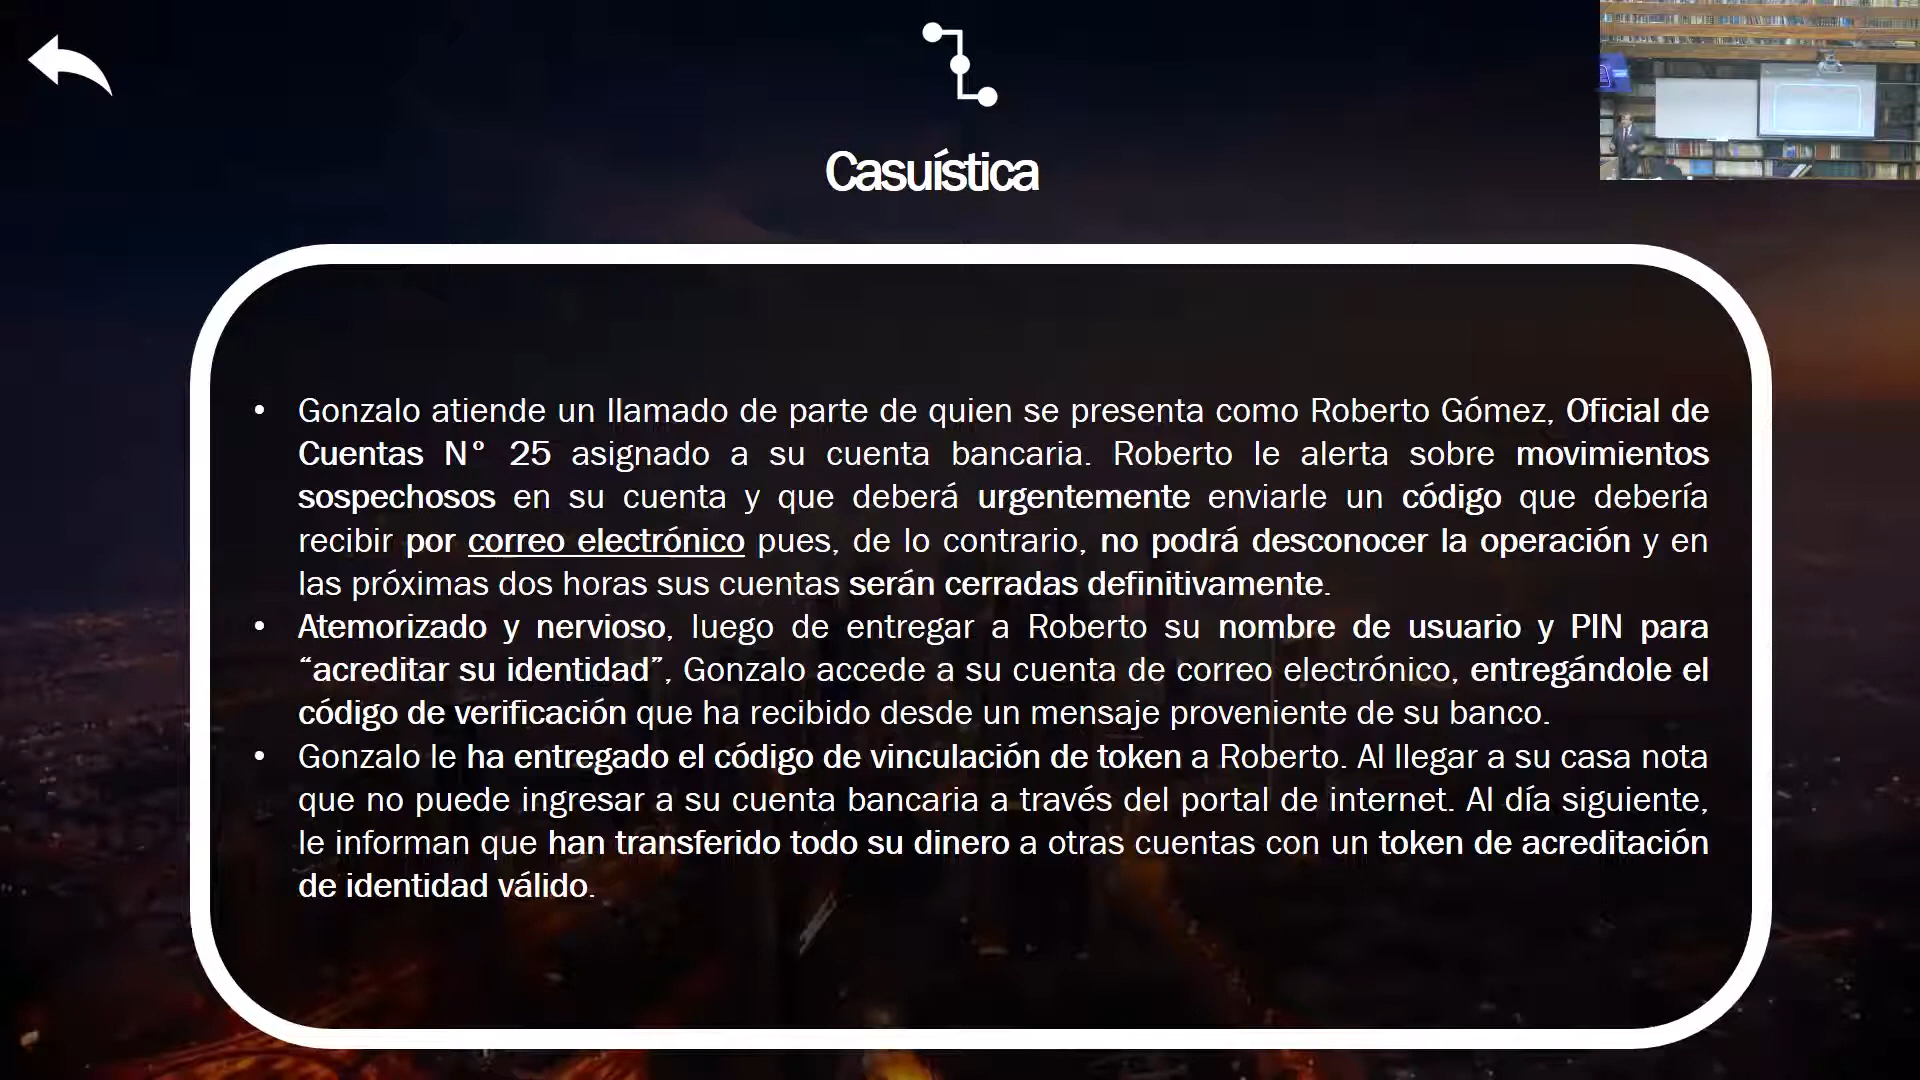 Casuística
• Gonzalo atiende un llamado de parte de quien se presenta como Roberto Gómez, Oficial de
Cuentas N° 25 asignado a su cuenta bancaria. Roberto le alerta sobre movimientos
sospechosos en su cuenta y que deberá urgentemente enviarle un código que debería
recibir por correo electrónico pues, de lo contrario, no podrá desconocer la operación y en
las próximas dos horas sus cuentas serán cerradas definitivamente.
• Atemorizado y nervioso, luego de entregar a Roberto su nombre de usuario y PIN para
“acreditar su identidad”, Gonzalo accede a su cuenta de correo electrónico, entregándole el
código de verificación que ha recibido desde un mensaje proveniente de su banco.
• Gonzalo le ha entregado el código de vinculación de token a Roberto. Al llegar a su casa nota
que no puede ingresar a su cuenta bancaria a través del portal de internet. Al día siguiente,
le informan que han transferido todo su dinero a otras cuentas con un token de acreditación
de identidad válido.